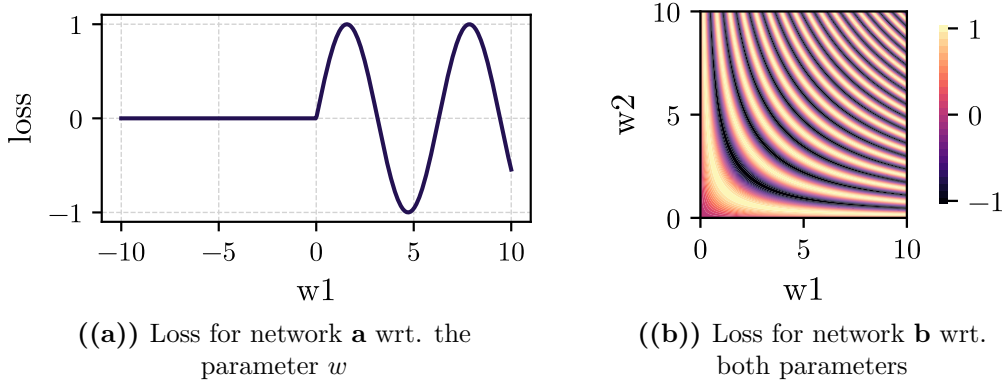 1
0
−1
loss
−10
−5
0
5
10
w1
((a)) Loss for network a wrt. the
parameter w
10
5
0
w2
0
5
10
w1
1
0
−1
((b)) Loss for network b wrt.
both parameters